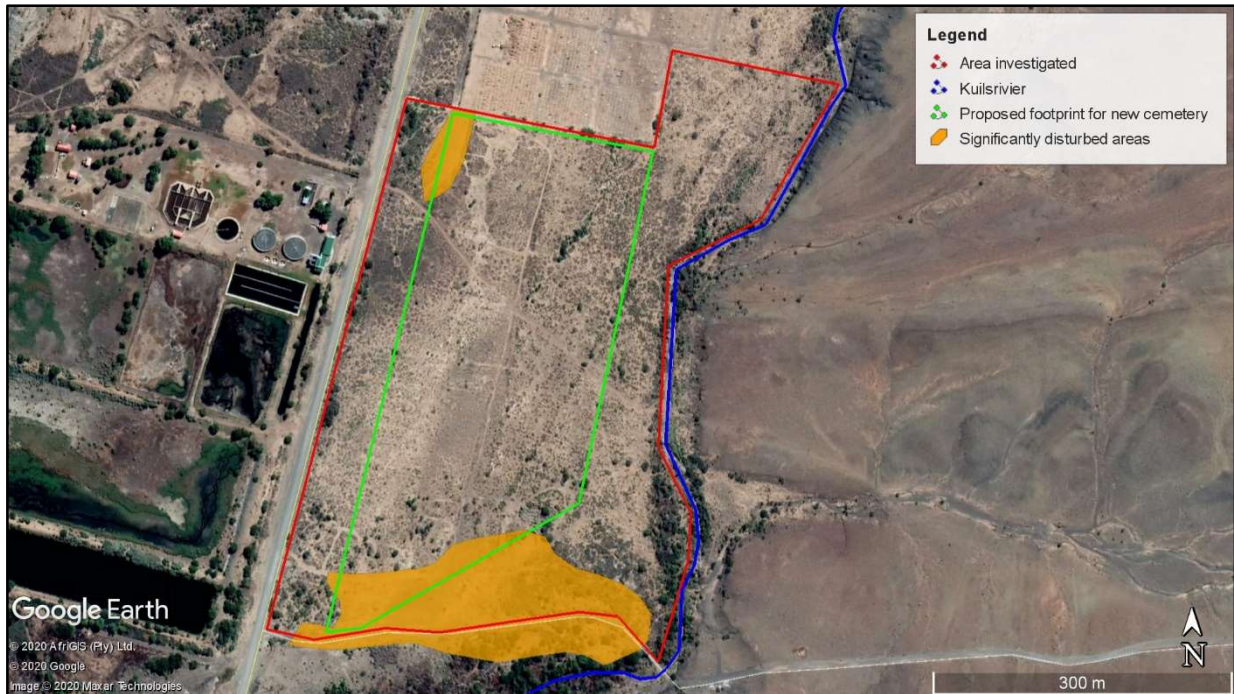 Legend
Area investigated
Kuilsrivier
Proposed footprint for new cemetery
Significantly disturbed areas
Google Earth
© 2020 AfriGIS (Pty) Ltd.
© 2020 Google
Image © 2020 Maxar Technologies
N
300 m